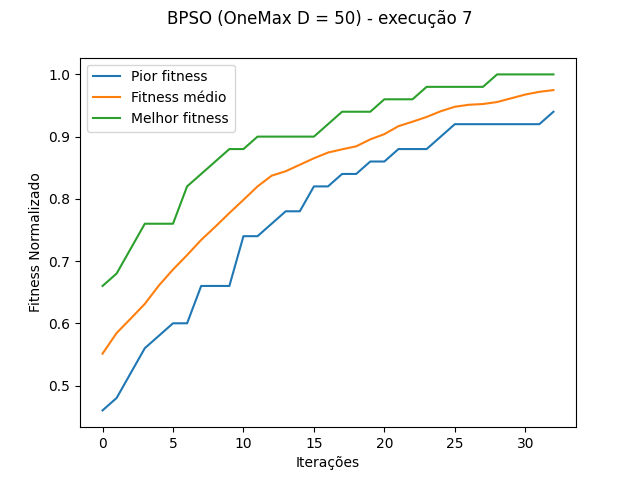 BPSO (OneMax D = 50) - execução 7
Pior fitness
Fitness médio
Melhor fitness
Fitness Normalizado
1.0
0.9
0.8
0.7
0.6
0.5
0 5 10 15 20 25 30
Iterações